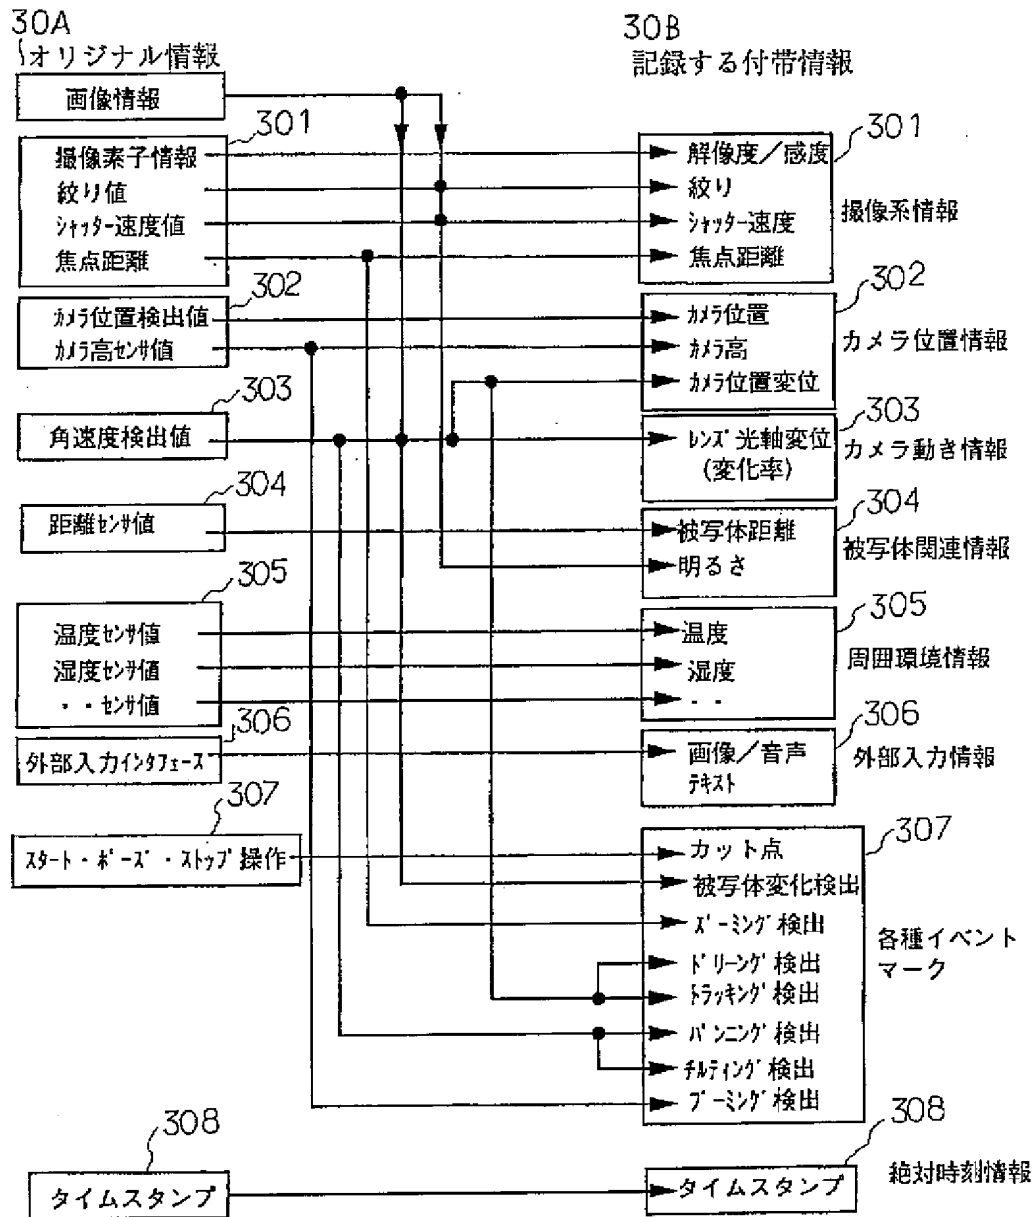 30A
オリジナル情報
画像情報
301
撮像素子情報
絞り値
シャッター速度値
焦点距離
302
カメラ位置検出値
カメラ高センサ値
303
角速度検出値
304
距離センサ値
305
温度センサ値
湿度センサ値
・・センサ値
306
外部入力インタフェース
307
スタート・ポーズ・ストップ操作
308
タイムスタンプ
30B
記録する付帯情報
301
解像度／感度
絞り
シャッター速度
焦点距離
撮像系情報
302
カメラ位置
カメラ高
カメラ位置変位
カメラ位置情報
303
レンズ光軸変位
(変化率)
カメラ動き情報
304
被写体距離
明るさ
被写体関連情報
305
温度
湿度
・・
周囲環境情報
306
画像／音声
テキスト
外部入力情報
307
カット点
被写体変化検出
ズーミング検出
ドリーング検出
トラッキング検出
パンニング検出
チルティング検出
ブーミング検出
各種イベント
マーク
308
タイムスタンプ
絶対時刻情報